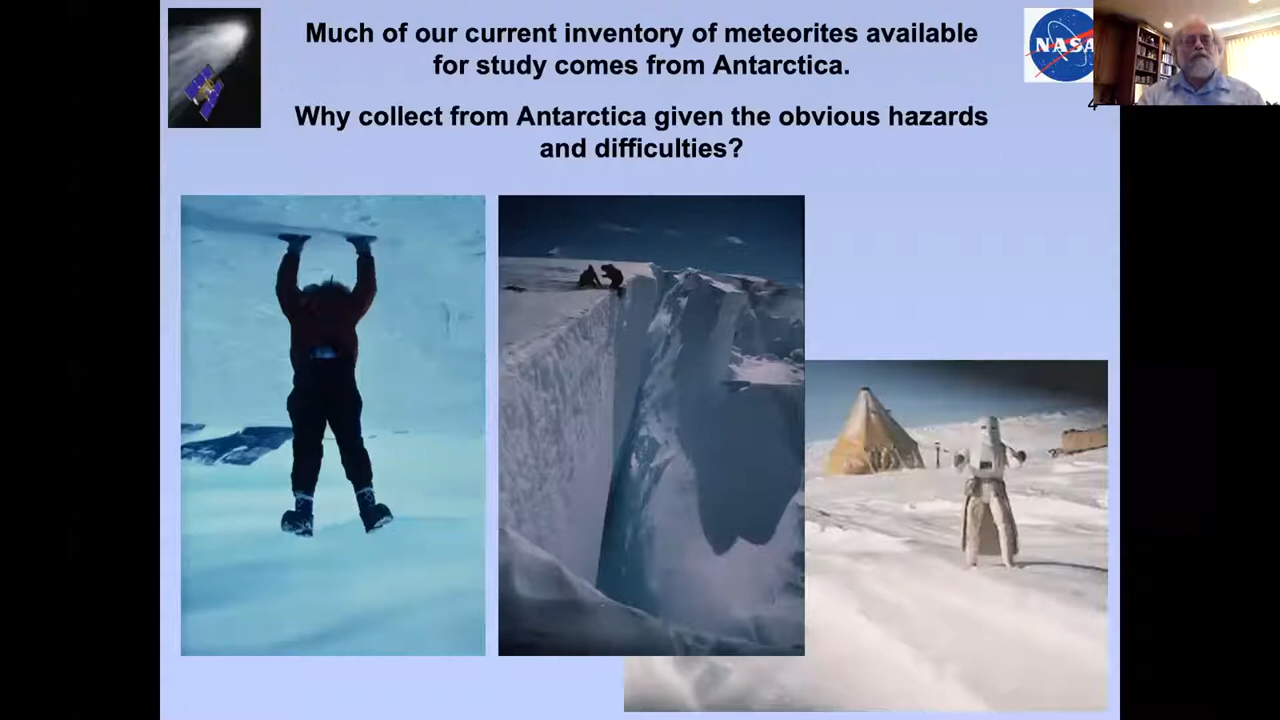 Much of our current inventory of meteorites available
for study comes from Antarctica.
NASA
Why collect from Antarctica given the obvious hazards
and difficulties?